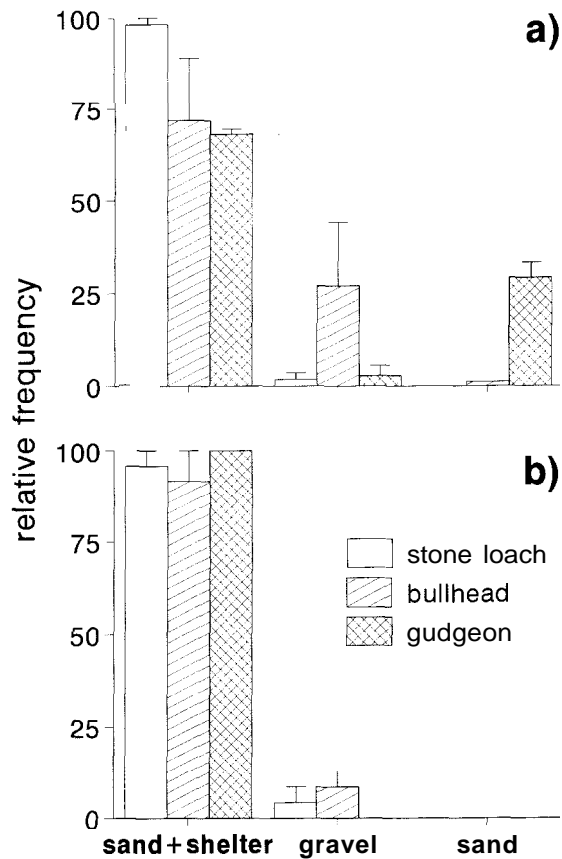 a)
100
75
50
25
0
relative frequency
b)
100
75
50
25
0
stone loach
bullhead
gudgeon
sand+shelter gravel sand